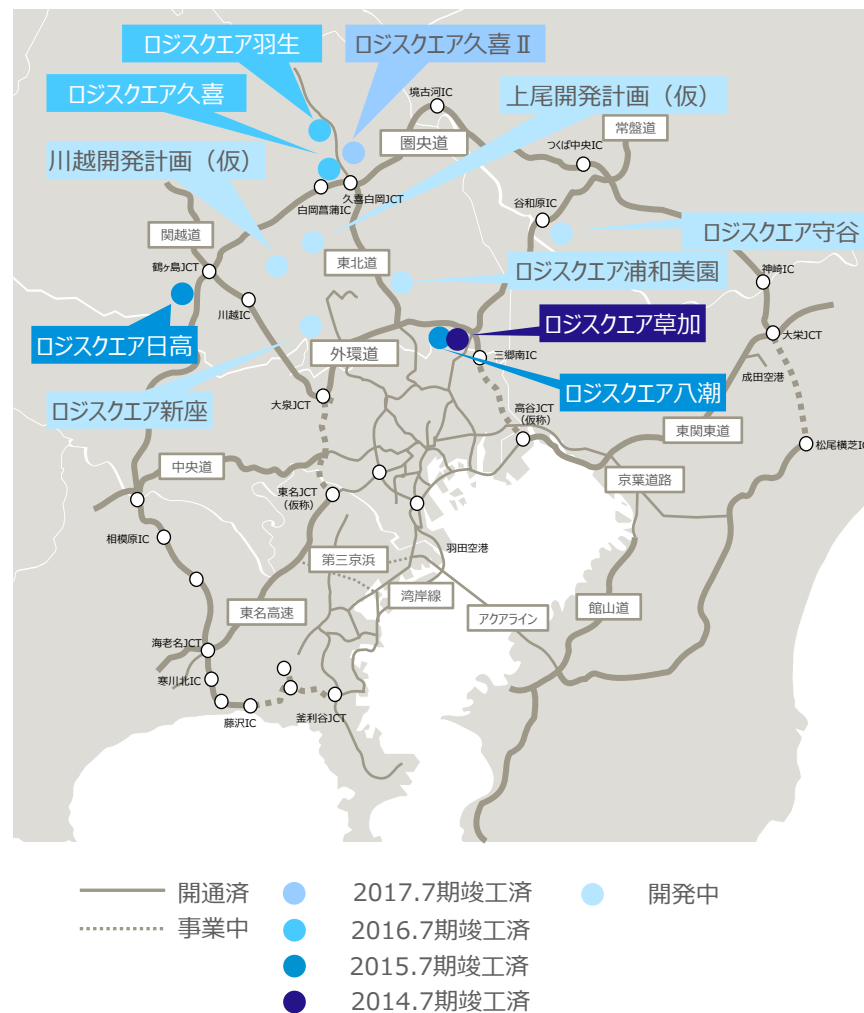 ロジスクエア羽生
ロジスクエア久喜Ⅱ
ロジスクエア久喜
上尾開発計画（仮）
川越開発計画（仮）
境古河IC
常盤道
圏央道
つくば中央IC
久喜白岡JCT
白岡菖蒲IC
谷和原IC
関越道
ロジスクエア守谷
東北道
鶴ヶ島JCT
ロジスクエア浦和美園
神崎IC
川越IC
ロジスクエア草加
大栄JCT
ロジスクエア日高
外環道
三郷南IC
成田空港
ロジスクエア八潮
大泉JCT
ロジスクエア新座
高谷JCT
（仮称）
東関東道
松尾横芝IC
中央道
京葉道路
東名JCT
（仮称）
相模原IC
羽田空港
第三京浜
湾岸線
東名高速
アクアライン
館山道
海老名JCT
寒川北IC
藤沢IC
釜利谷JCT
開通済
2017.7期竣工済
開発中
事業中
2016.7期竣工済
2015.7期竣工済
2014.7期竣工済